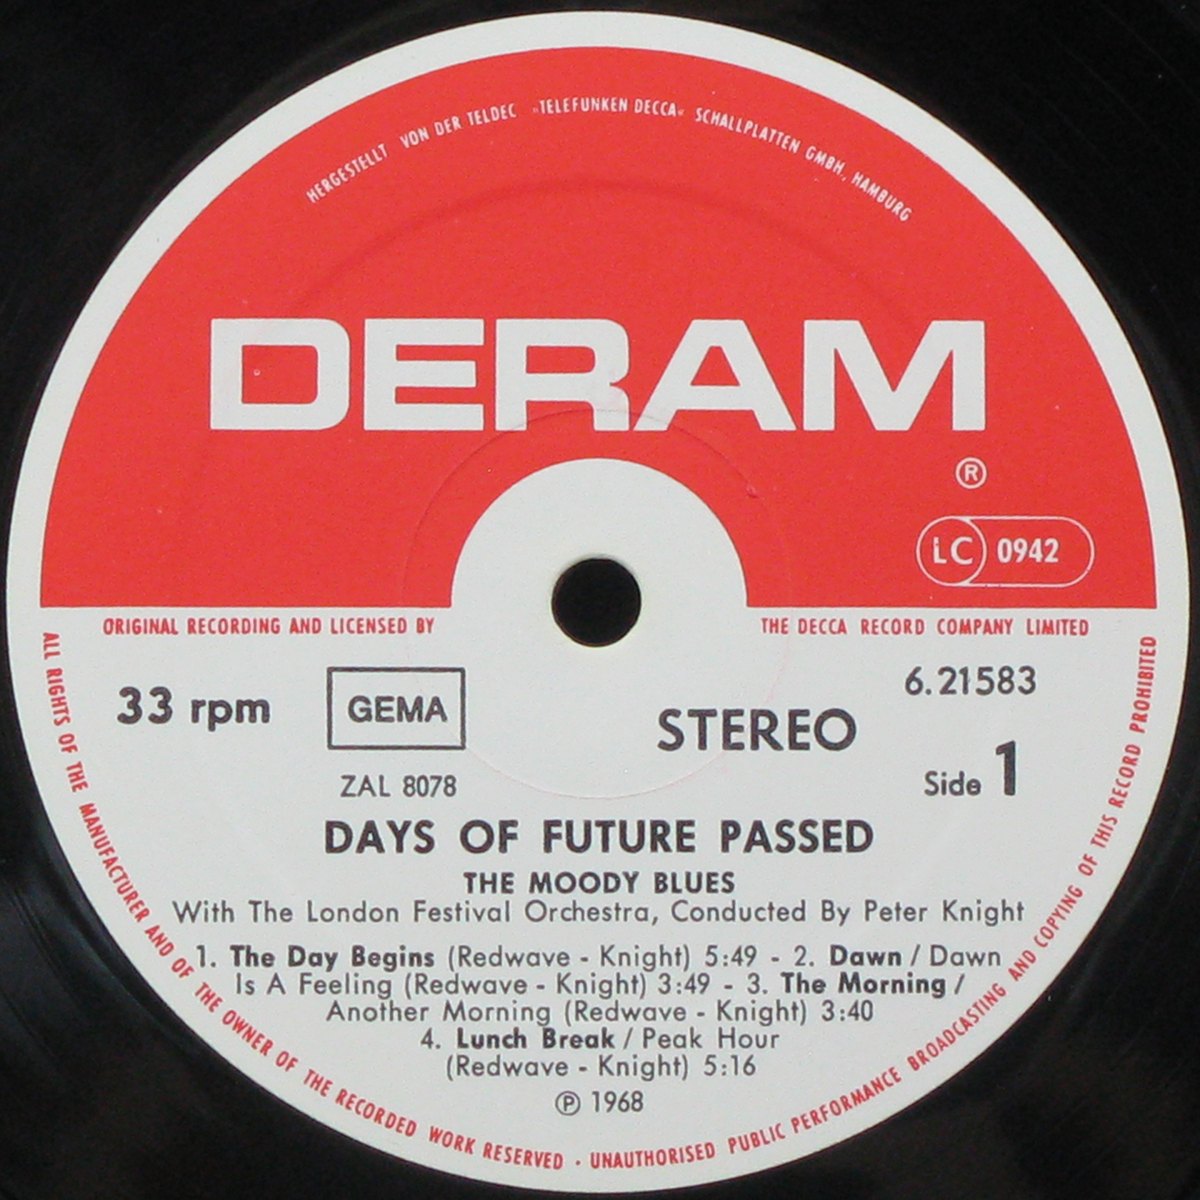 HERGESTELLT VON DER TELDEC »TELEFUNKEN DECCA« SCHALLPLATTEN GMBH., HAMBURG
DERAM
®
LC 0942
ORIGINAL RECORDING AND LICENSED BY THE DECCA RECORD COMPANY LIMITED
33 rpm
GEMA
ZAL 8078
STEREO
6.21583
Side 1
DAYS OF FUTURE PASSED
THE MOODY BLUES
With The London Festival Orchestra, Conducted By Peter Knight
1. The Day Begins (Redwave - Knight) 5:49 - 2. Dawn / Dawn
Is A Feeling (Redwave - Knight) 3:49 - 3. The Morning /
Another Morning (Redwave - Knight) 3:40
4. Lunch Break / Peak Hour
(Redwave - Knight) 5:16
℗ 1968
ALL RIGHTS OF THE MANUFACTURER AND OF THE OWNER OF THE RECORDED WORK RESERVED · UNAUTHORISED PUBLIC PERFORMANCE BROADCASTING AND COPYING OF THIS RECORD PROHIBITED